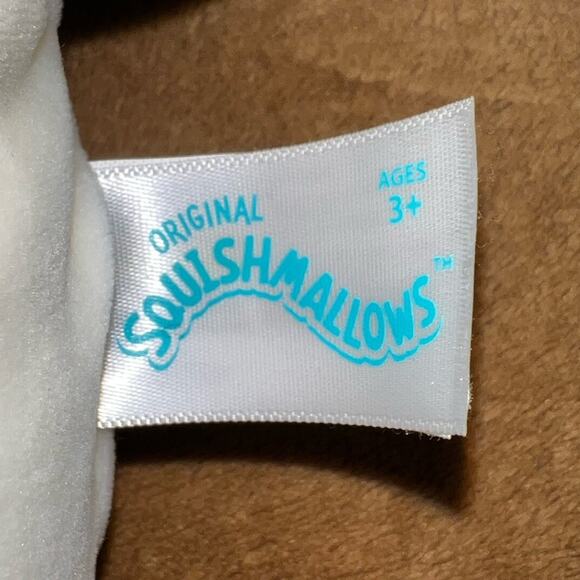 AGES
3+
ORIGINAL
SQUISHMALLOWS™